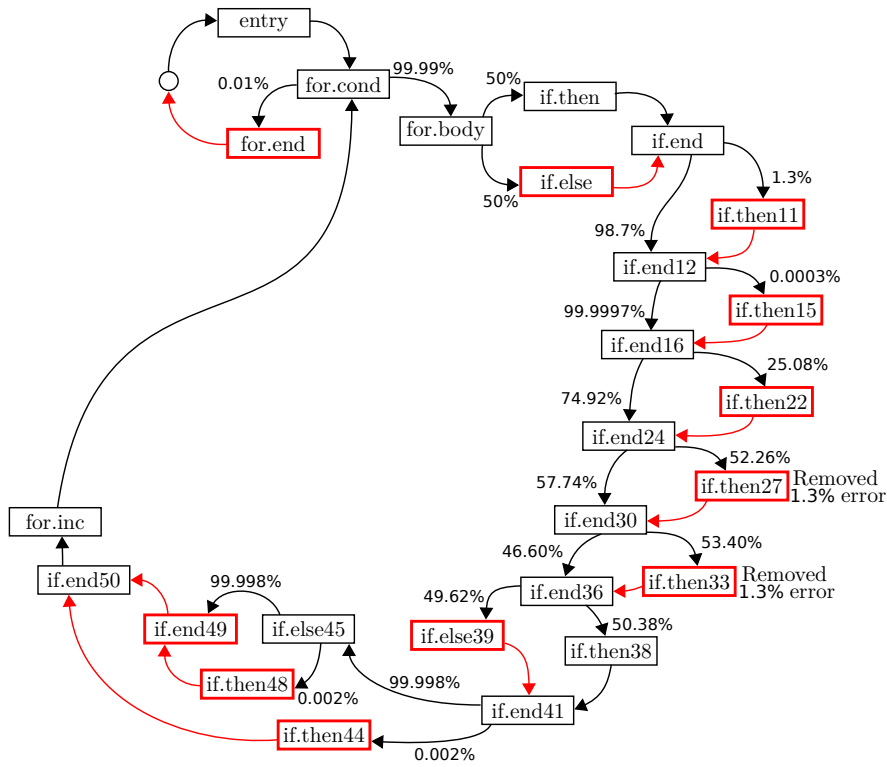 entry
0.01%
for.cond
99.99%
for.end
for.body
50%
if.then
if.end
50%
if.else
1.3%
if.then11
98.7%
if.end12
0.0003%
if.then15
99.9997%
if.end16
25.08%
if.then22
74.92%
if.end24
52.26%
if.then27
Removed
1.3% error
57.74%
if.end30
53.40%
if.then33
Removed
1.3% error
46.60%
if.end36
49.62%
if.else39
50.38%
if.then38
if.end41
99.998%
if.else45
99.998%
if.end49
if.then48
0.002%
if.then44
0.002%
if.end50
for.inc